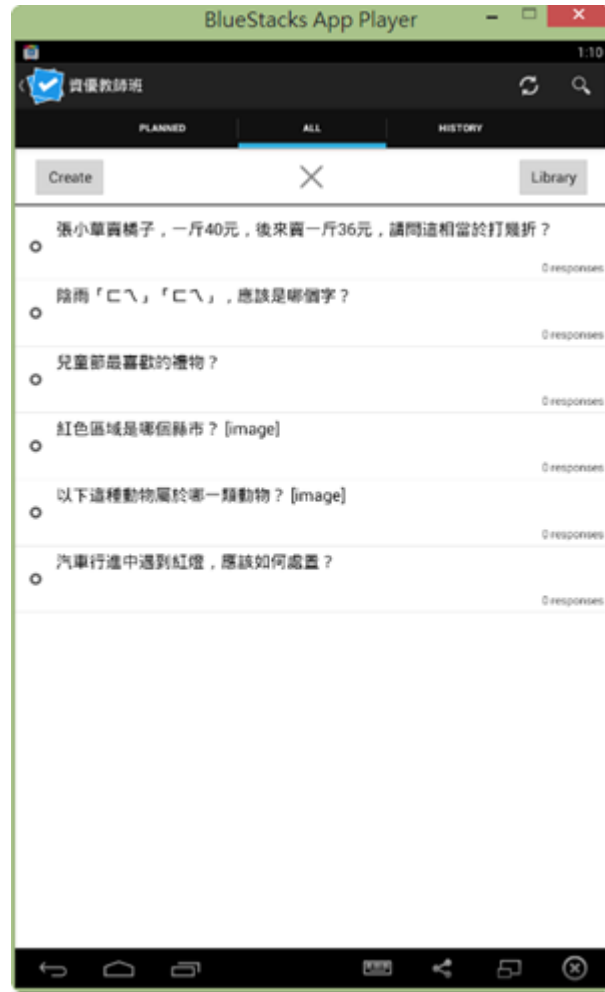 BlueStacks App Player
1:10
資優教師班
PLANNED ALL HISTORY
Create Library
張小單賣橘子，一斤40元，後來賣一斤36元，請問這相當於打幾折？
0 responses
陰雨「ㄈㄟ」「ㄈㄟ」，應該是哪個字？
0 responses
兒童節最喜歡的禮物？
0 responses
紅色區域是哪個縣市？ [image]
0 responses
以下這種動物屬於哪一類動物？ [image]
0 responses
汽車行進中遇到紅燈，應該如何處置？
0 responses